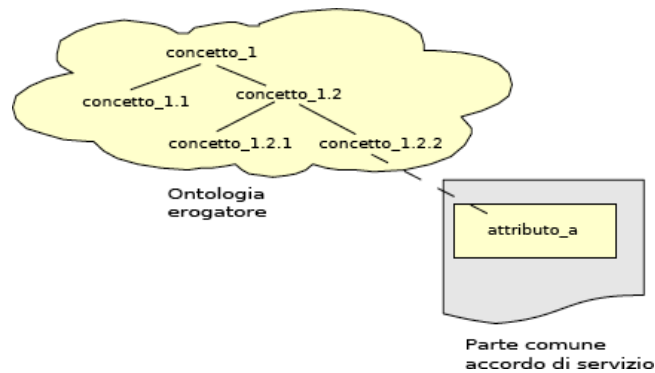 concetto_1
concetto_1.1
concetto_1.2
concetto_1.2.1
concetto_1.2.2
Ontologia
erogatore
attributo_a
Parte comune
accordo di servizio